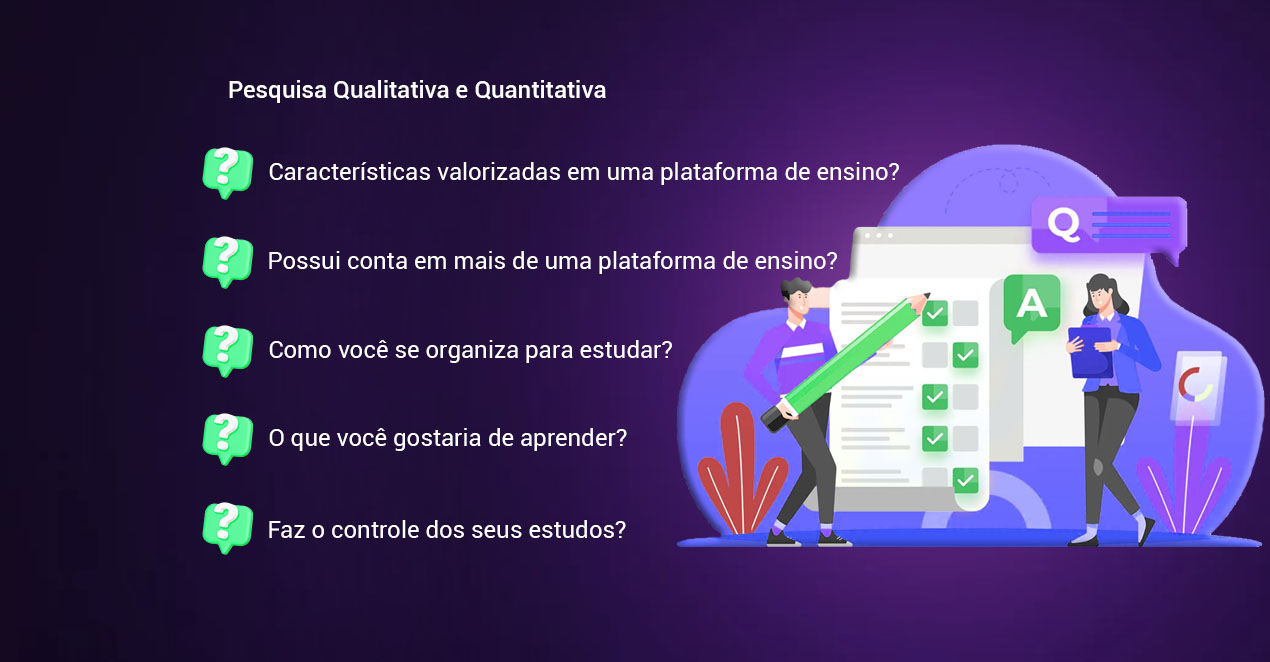 Pesquisa Qualitativa e Quantitativa
? Características valorizadas em uma plataforma de ensino?
? Possui conta em mais de uma plataforma de ensino?
? Como você se organiza para estudar?
? O que você gostaria de aprender?
? Faz o controle dos seus estudos?
Q
A